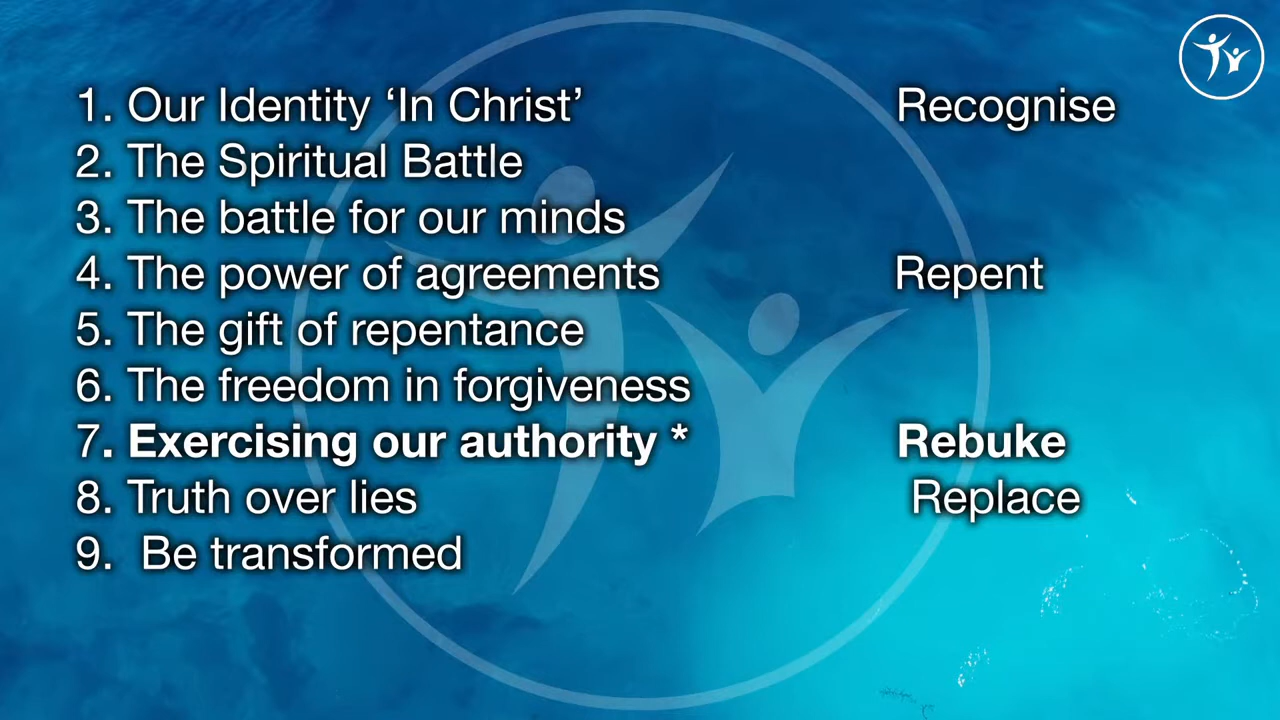 1. Our Identity ‘In Christ’ Recognise
2. The Spiritual Battle
3. The battle for our minds
4. The power of agreements Repent
5. The gift of repentance
6. The freedom in forgiveness
7. Exercising our authority * Rebuke
8. Truth over lies Replace
9. Be transformed